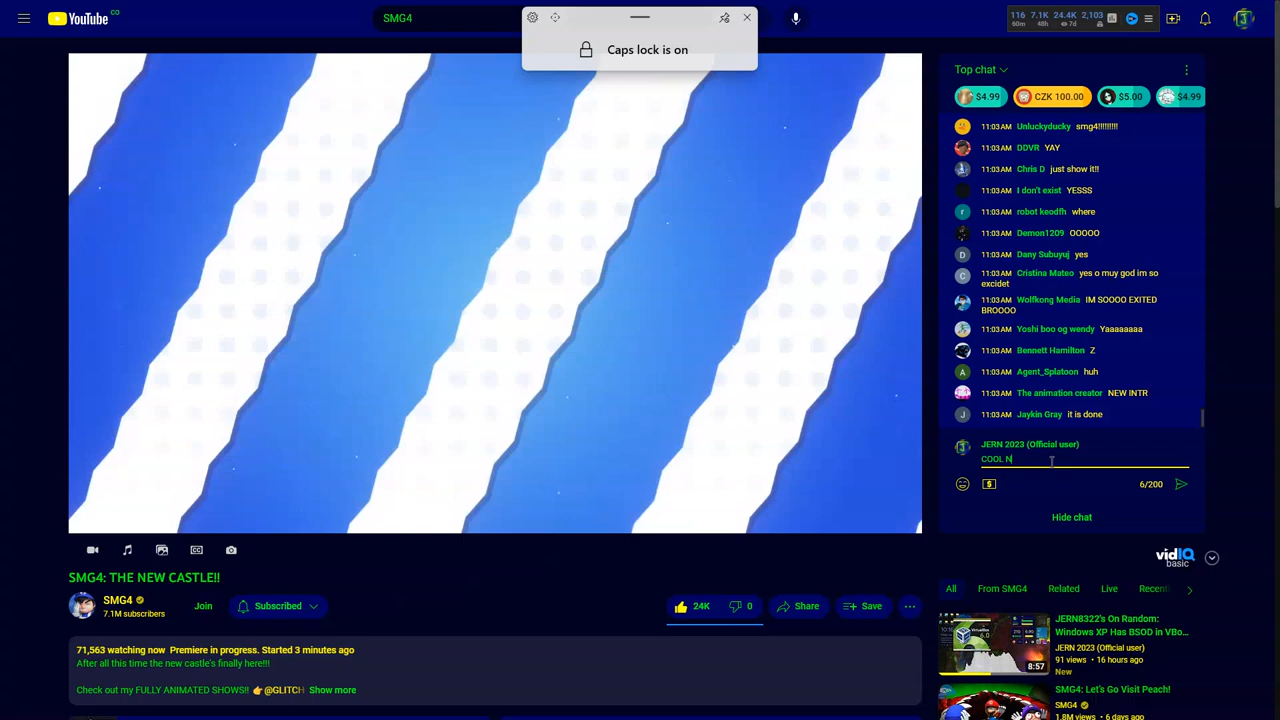 YouTube CO
SMG4
Caps lock is on
116 7.1K 24.4K 2,103
60m 48h 7d
Top chat
$4.99 CZK 100.00 $5.00 $4.99
11:03 AM Unluckyducky smg4!!!!!!!!!
11:03 AM DDVR YAY
11:03 AM Chris D just show it!!
11:03 AM I don't exist YESSS
11:03 AM robot keodfh where
11:03 AM Demon1209 OOOOO
11:03 AM Dany Subuyuj yes
11:03 AM Cristina Mateo yes o muy god im so
excidet
11:03 AM Wolfkong Media IM SOOOO EXITED
BROOOO
11:03 AM Yoshi boo og wendy Yaaaaaaaa
11:03 AM Bennett Hamilton Z
11:03 AM Agent_Splatoon huh
11:03 AM The animation creator NEW INTR
11:03 AM Jaykin Gray it is done
JERN 2023 (Official user)
COOL N
6/200
Hide chat
vidIQ
basic
SMG4: THE NEW CASTLE!!
SMG4
7.1M subscribers
Join
Subscribed
24K 0 Share Save
71,563 watching now Premiere in progress. Started 3 minutes ago
After all this time the new castle's finally here!!!
Check out my FULLY ANIMATED SHOWS!! 👉 @GLITCH Show more
All From SMG4 Related Live Recent
JERN8322's On Random:
Windows XP Has BSOD in VBo...
JERN 2023 (Official user)
91 views • 16 hours ago
New
8:57
SMG4: Let's Go Visit Peach!
SMG4
1.8M views • 6 days ago